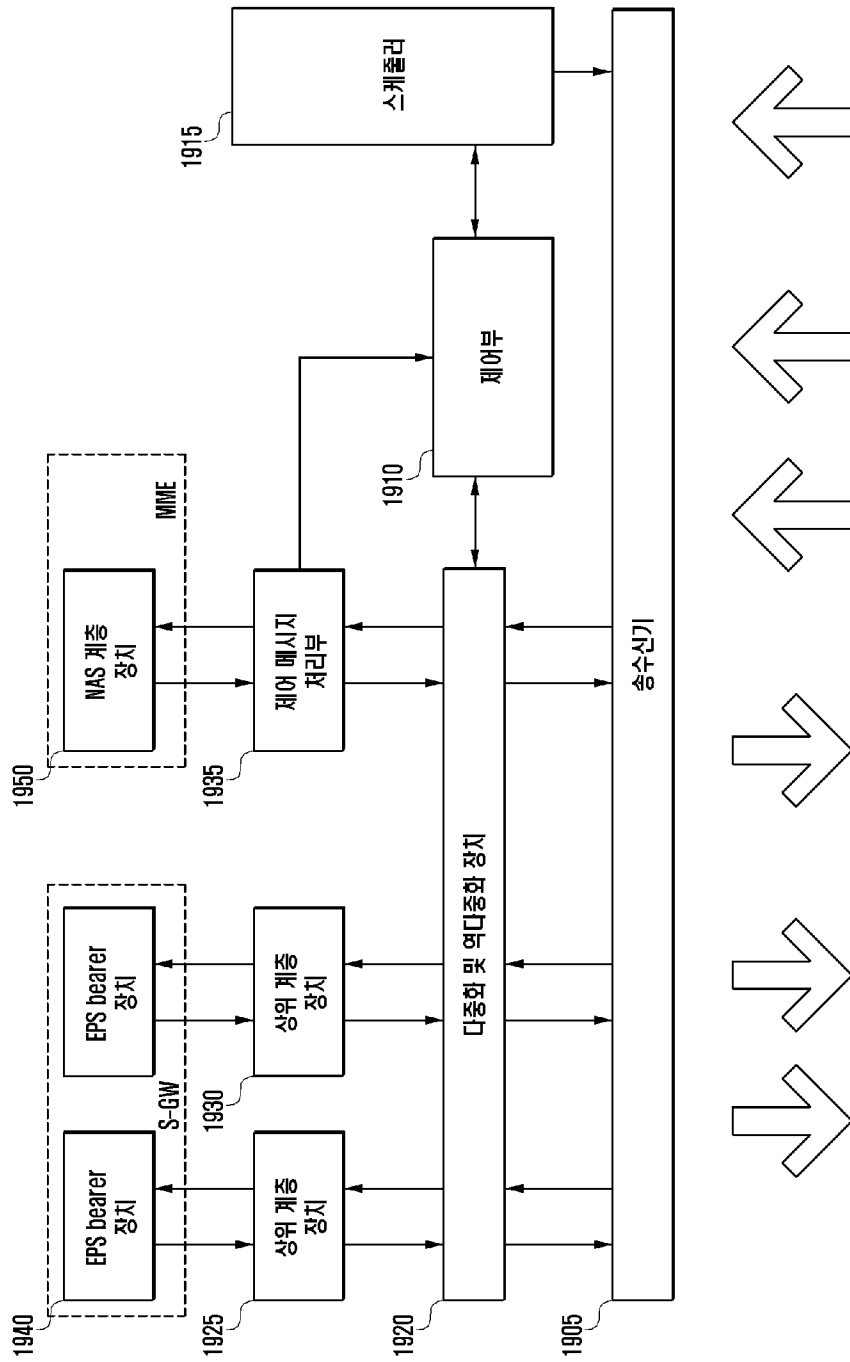 1940
EPS bearer
장치
EPS bearer
장치
S-GW
1950
NAS 계층
장치
MME
1925
상위 계층
장치
1930
상위 계층
장치
1935
제어 메시지
처리부
1915
스케줄러
1920
다중화 및 역다중화 장치
1910
제어부
1905
송수신기